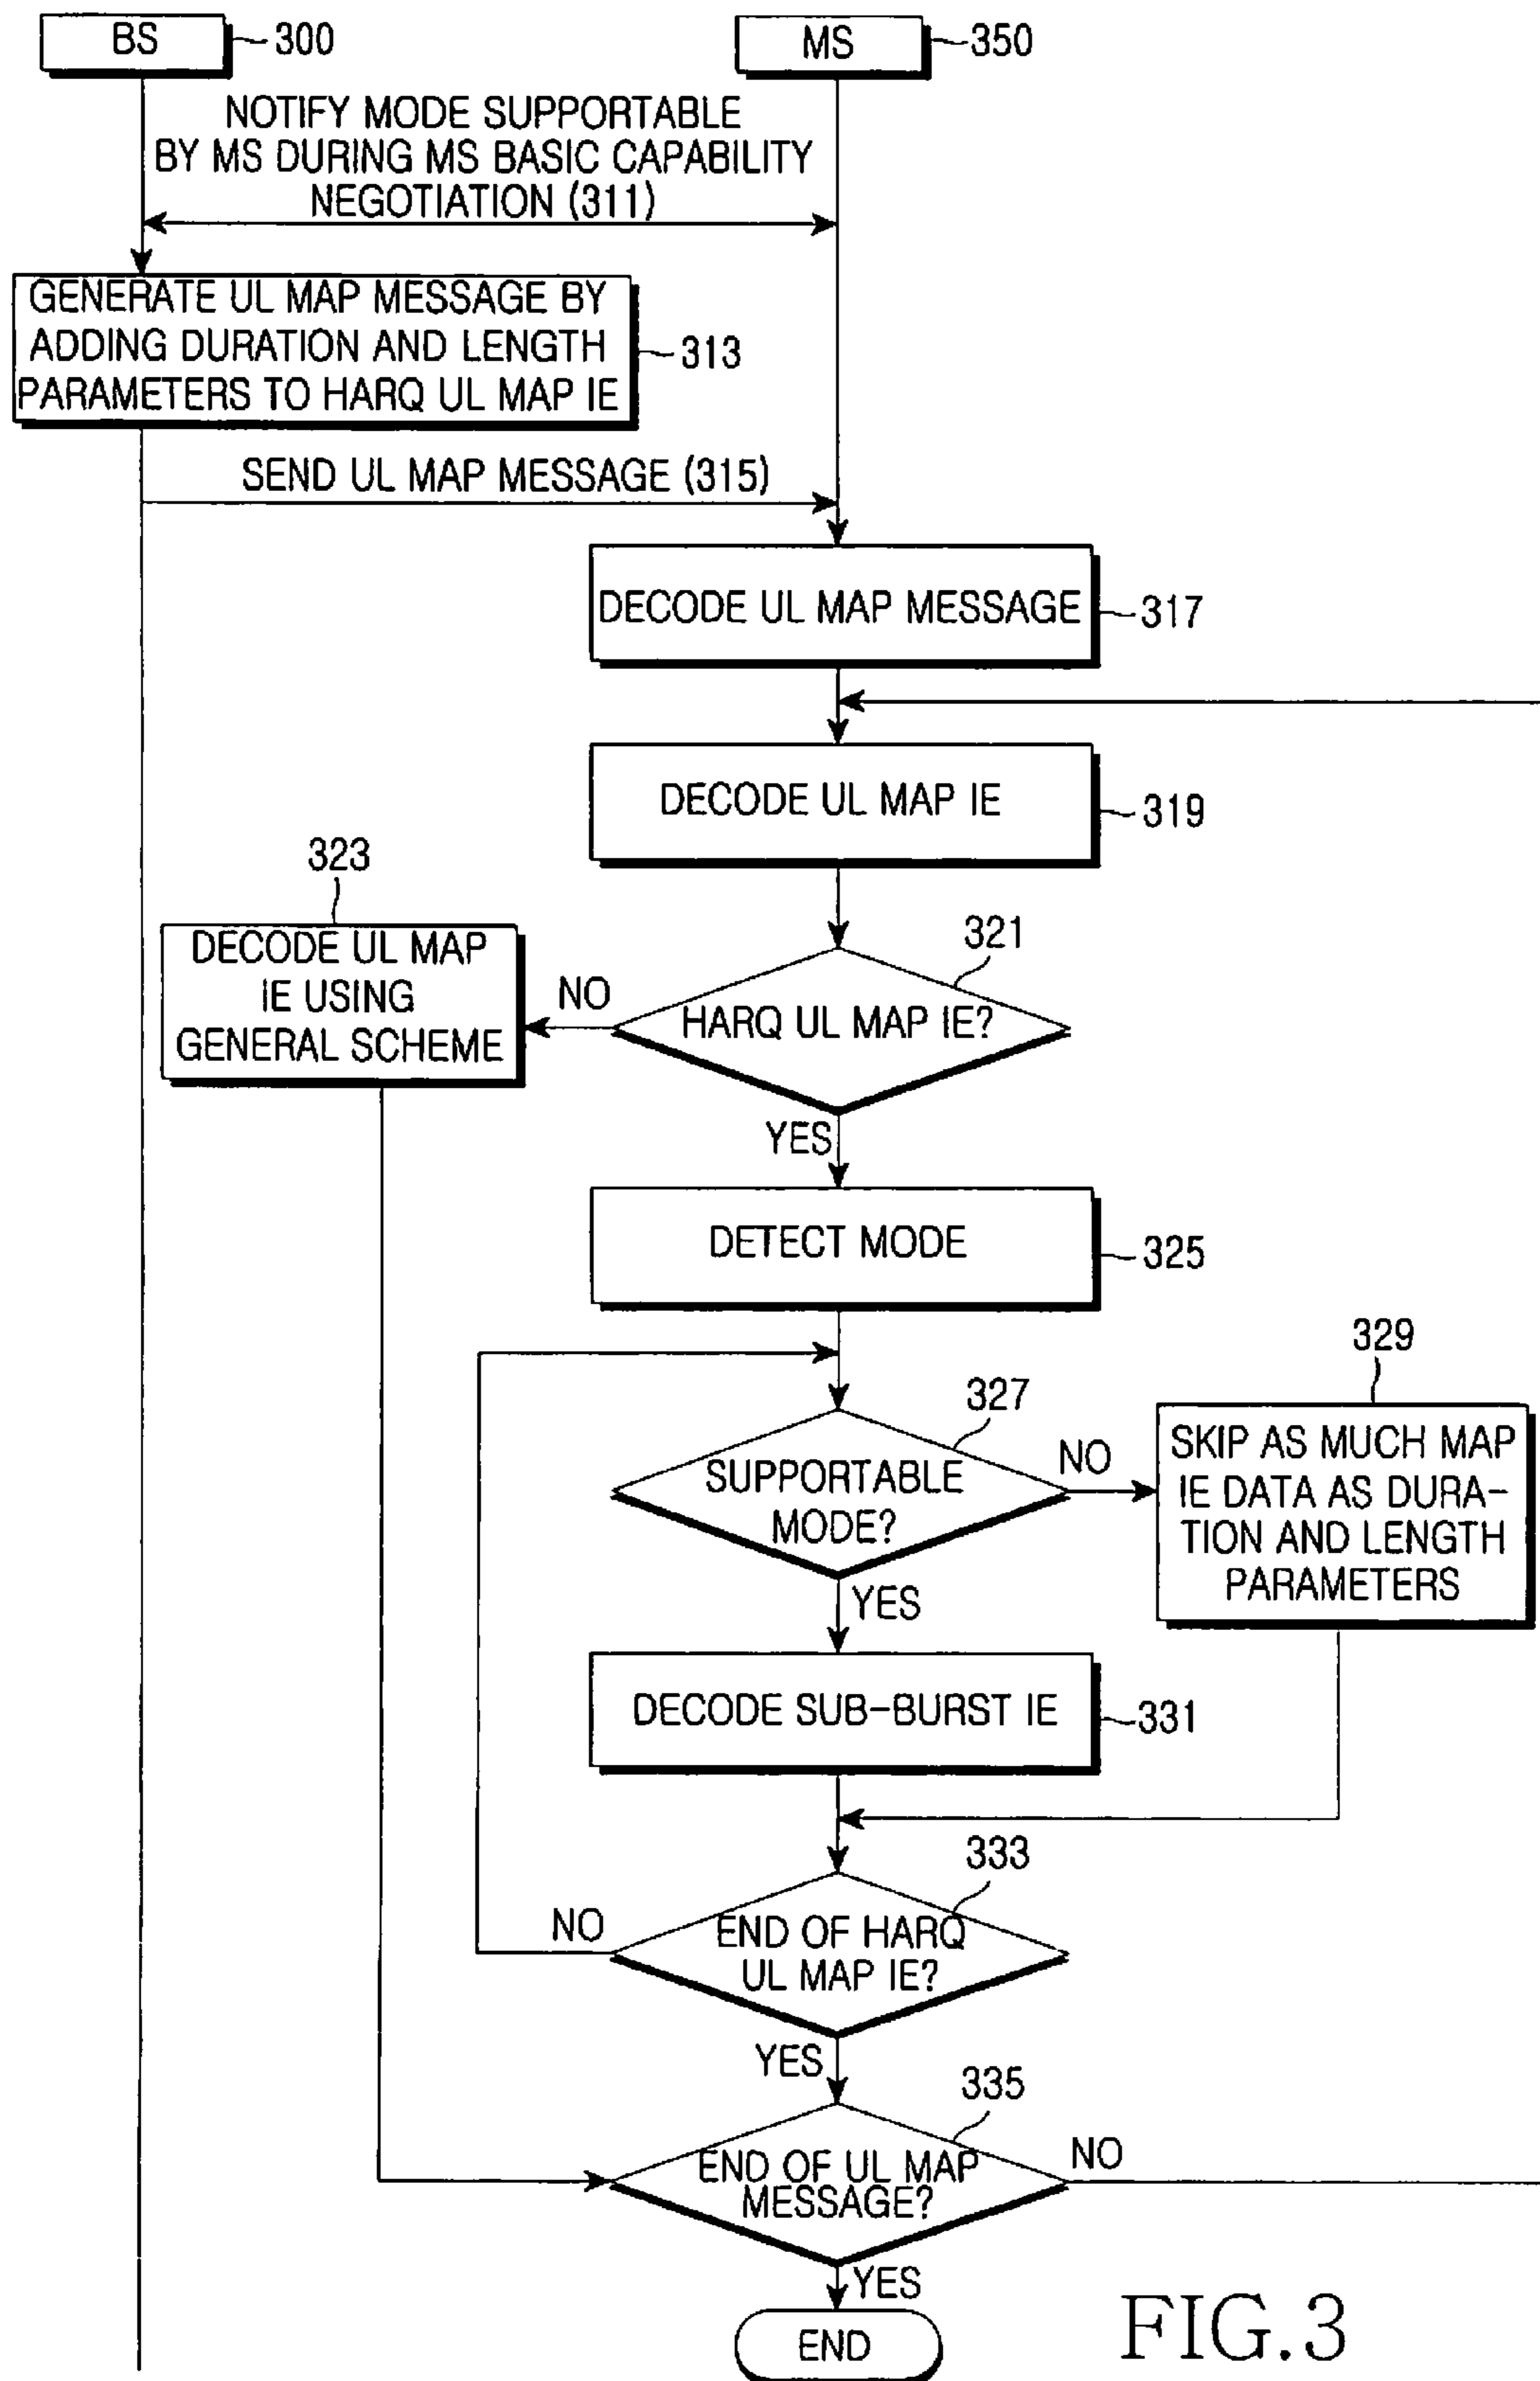 BS
300
MS
350
NOTIFY MODE SUPPORTABLE
BY MS DURING MS BASIC CAPABILITY
NEGOTIATION (311)
GENERATE UL MAP MESSAGE BY
ADDING DURATION AND LENGTH
PARAMETERS TO HARQ UL MAP IE
313
SEND UL MAP MESSAGE (315)
DECODE UL MAP MESSAGE
317
DECODE UL MAP IE
319
323
DECODE UL MAP
IE USING
GENERAL SCHEME
NO
321
HARQ UL MAP IE?
YES
DETECT MODE
325
327
SUPPORTABLE
MODE?
NO
329
SKIP AS MUCH MAP
IE DATA AS DURA-
TION AND LENGTH
PARAMETERS
YES
DECODE SUB-BURST IE
331
333
NO
END OF HARQ
UL MAP IE?
YES
335
END OF UL MAP
MESSAGE?
NO
YES
END
FIG.3